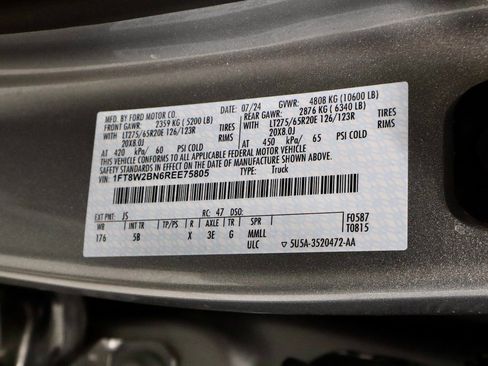 MFD. BY FORD MOTOR CO.
DATE: 07/24 GVWR: 4808 KG (10600 LB)
FRONT GAWR: 2359 KG (5200 LB) REAR GAWR: 2876 KG (6340 LB)
LT275/65R20E 126/123R TIRES LT275/65R20E 126/123R TIRES
20X8.0J RIMS 20X8.0J RIMS
AT 420 kPa/ 60 PSI COLD AT 450 kPa/ 65 PSI COLD
THIS VEHICLE CONFORMS TO ALL APPLICABLE FEDERAL MOTOR VEHICLE
SAFETY STANDARDS IN EFFECT ON THE DATE OF MANUFACTURE SHOWN ABOVE.
VIN: 1FT8W2BN6REE75805 TYPE: Truck
EXT PNT: JS RC: 47 DSO: F0587
WB INT TR TP/PS R AXLE TR SPR T0815
176 5B X 3E G MMLL
ULC 5U5A-3520472-AA